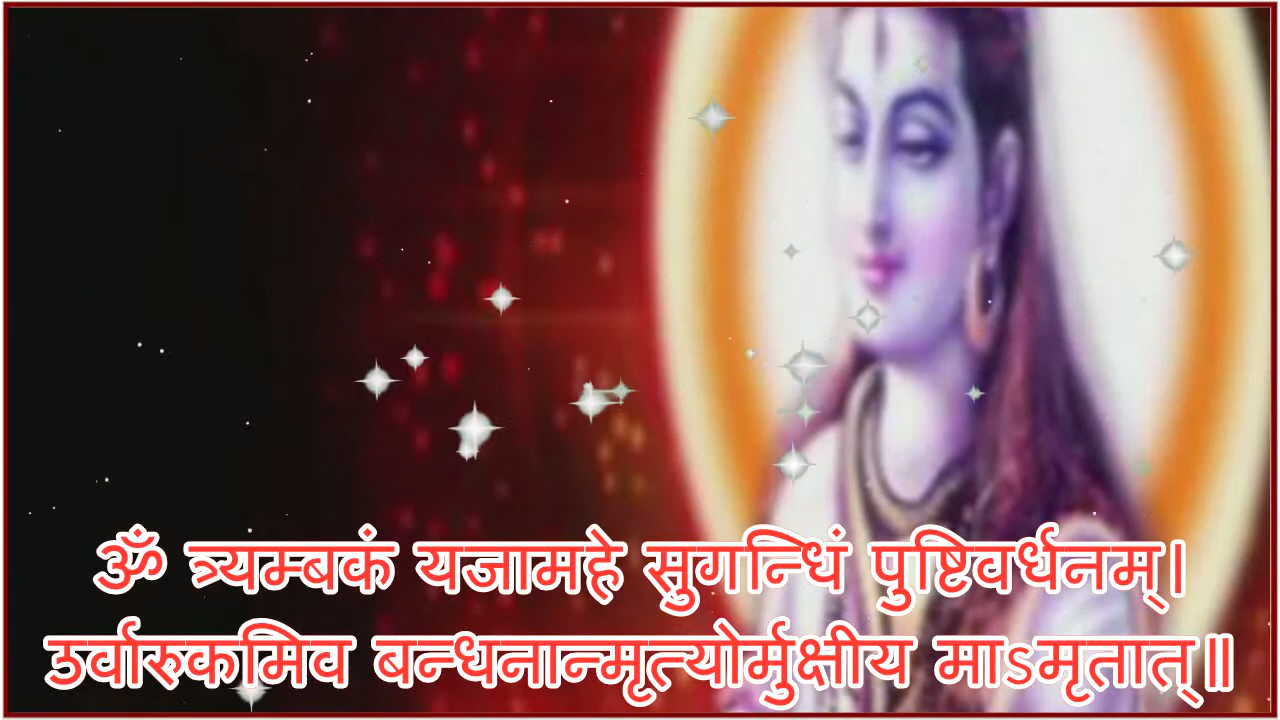 ॐ त्र्यम्बकं यजामहे सुगन्धिं पुष्टिवर्धनम्।
उर्वारुकमिव बन्धनान्मृत्योर्मुक्षीय माऽमृतात्॥